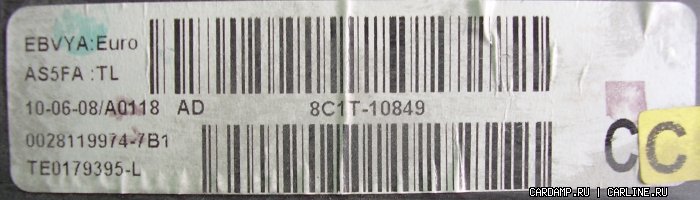 EBVYA:Euro
AS5FA :TL
10-06-08/A0118 AD 8C1T-10849
0028119974-7B1
TE0179395-L
CC
CARDAMP.RU | CARLINE.RU